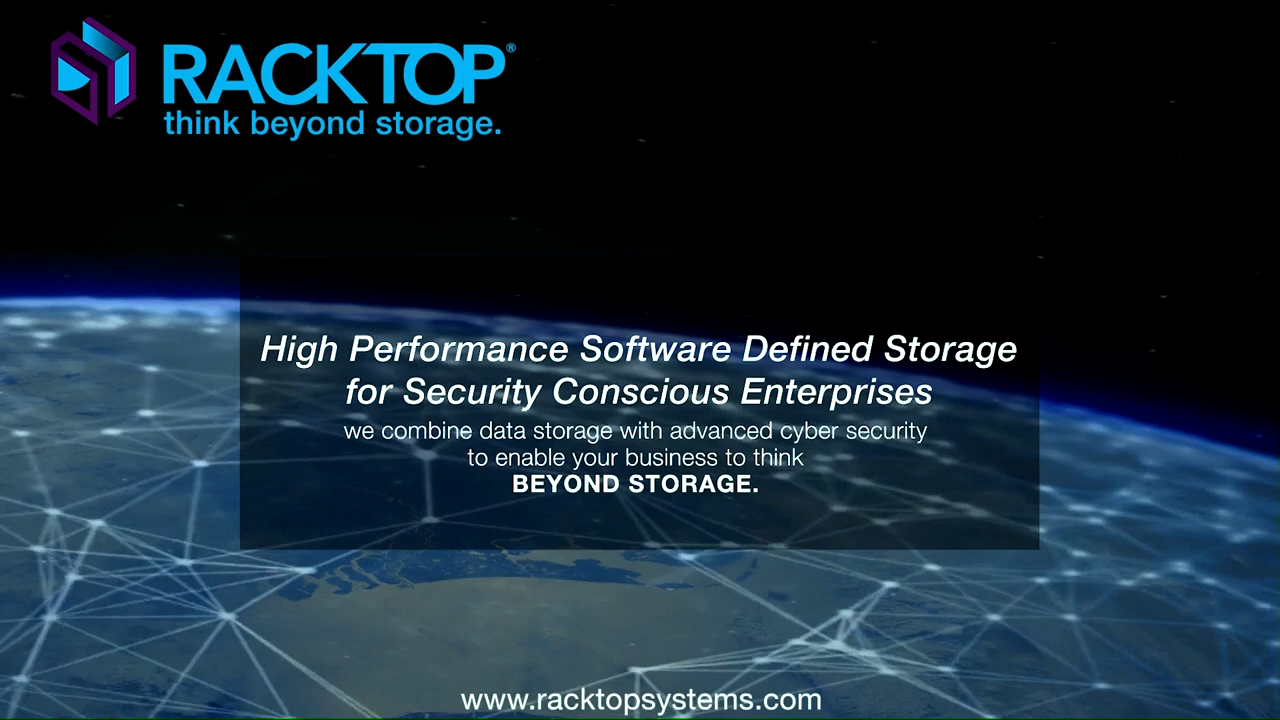 RACKTOP®
think beyond storage.
High Performance Software Defined Storage
for Security Conscious Enterprises
we combine data storage with advanced cyber security
to enable your business to think
BEYOND STORAGE.
www.racktopsystems.com